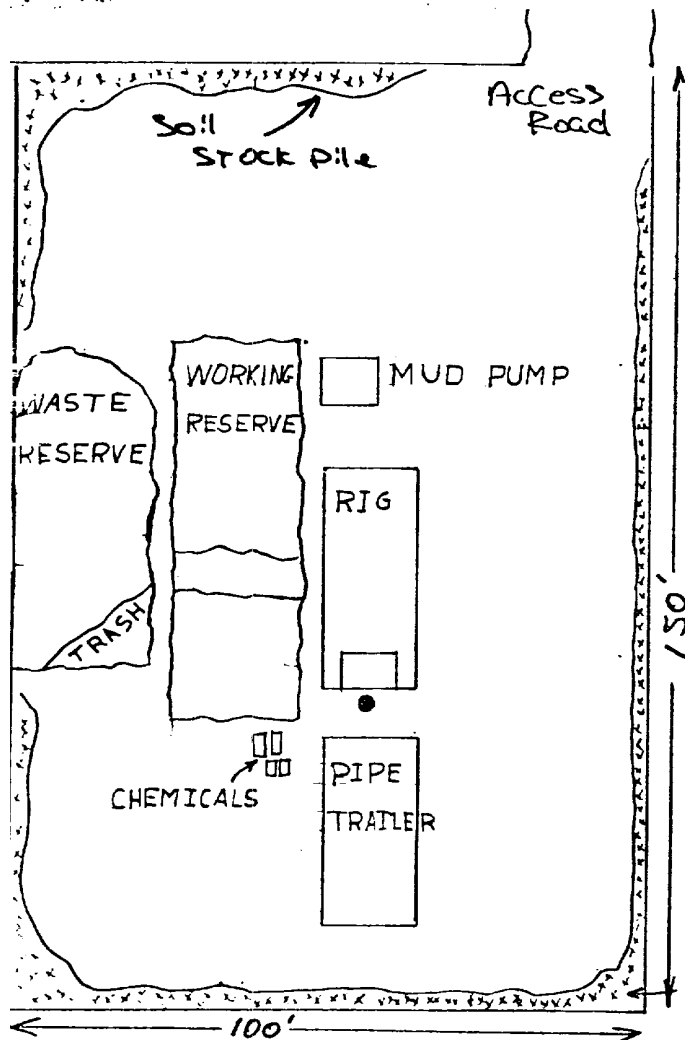 Access
Road
Soil
STOCK Pile
WORKING
RESERVE
MUD PUMP
WASTE
RESERVE
RIG
TRASH
150'
CHEMICALS
PIPE
TRAILER
100'